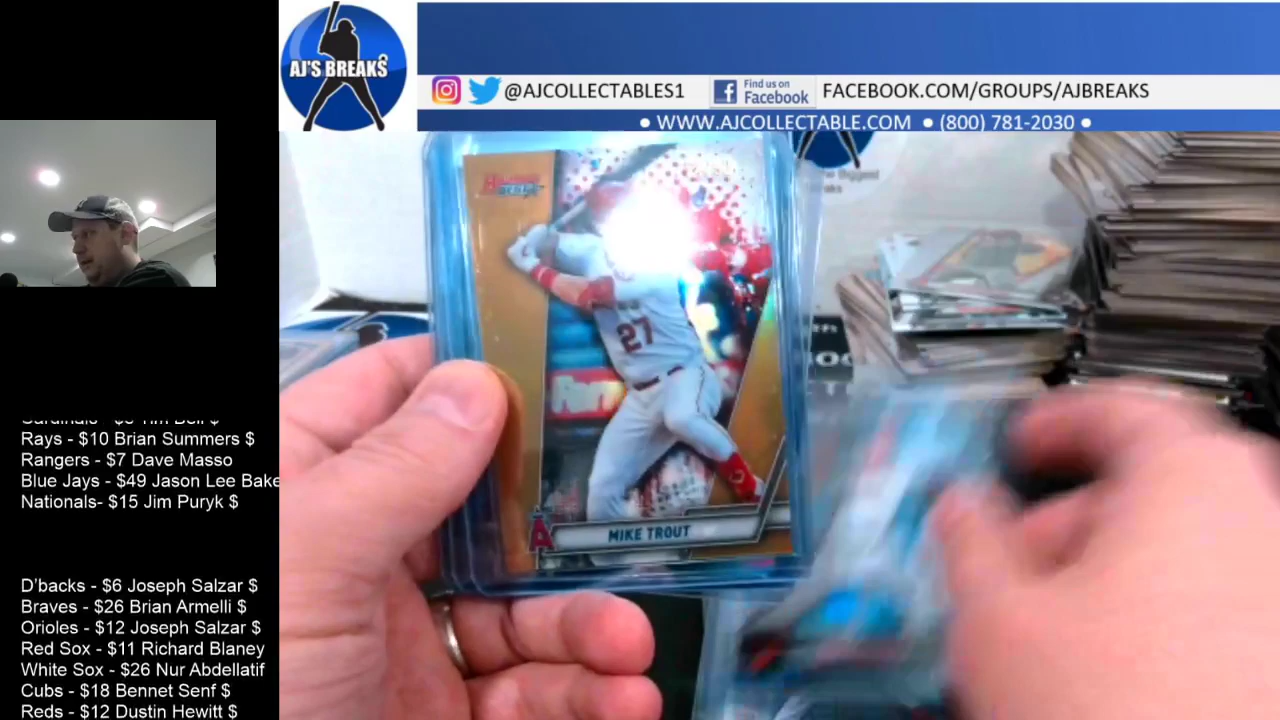 AJ'S BREAKS
@AJCOLLECTABLES1
Find us on
Facebook
FACEBOOK.COM/GROUPS/AJBREAKS
• WWW.AJCOLLECTABLE.COM • (800) 781-2030 •
Biggest
27
MIKE TROUT
A
Rays - $10 Brian Summers $
Rangers - $7 Dave Masso
Blue Jays - $49 Jason Lee Bake
Nationals- $15 Jim Puryk $
D'backs - $6 Joseph Salzar $
Braves - $26 Brian Armelli $
Orioles - $12 Joseph Salzar $
Red Sox - $11 Richard Blaney
White Sox - $26 Nur Abdellatif
Cubs - $18 Bennet Senf $
Reds - $12 Dustin Hewitt $